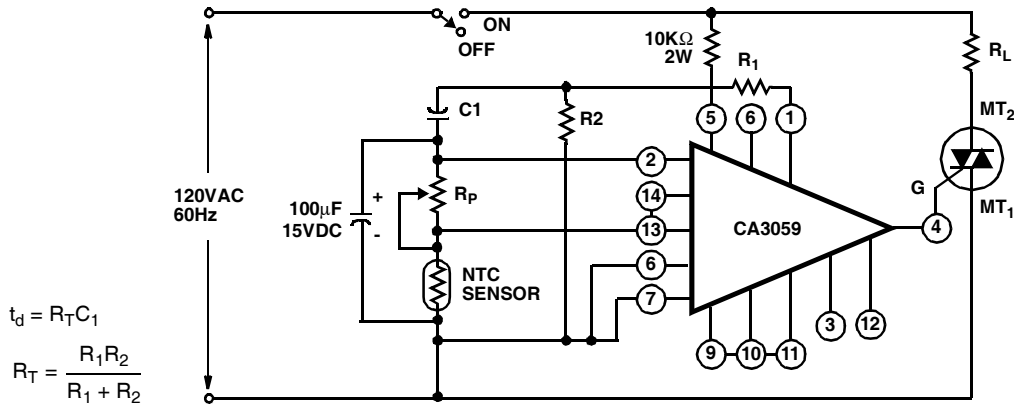 ON
OFF
10KΩ
2W
R1
RL
C1
R2
5
6
1
MT2
2
120VAC
60Hz
100μF
15VDC
+
-
RP
14
13
CA3059
G
4
MT1
NTC
SENSOR
6
7
3
12
9
10
11
td = RTC1
RT = R1R2
R1 + R2